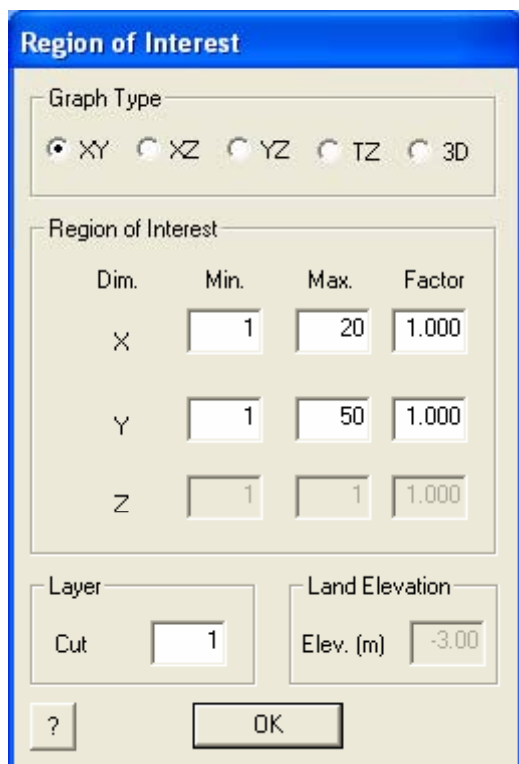 Region of Interest
Graph Type
XY XZ YZ TZ 3D
Region of Interest
Dim. Min. Max. Factor
X 1 20 1.000
Y 1 50 1.000
Z 1 1 1.000
Layer Land Elevation
Cut 1 Elev. (m) -3.00
? OK